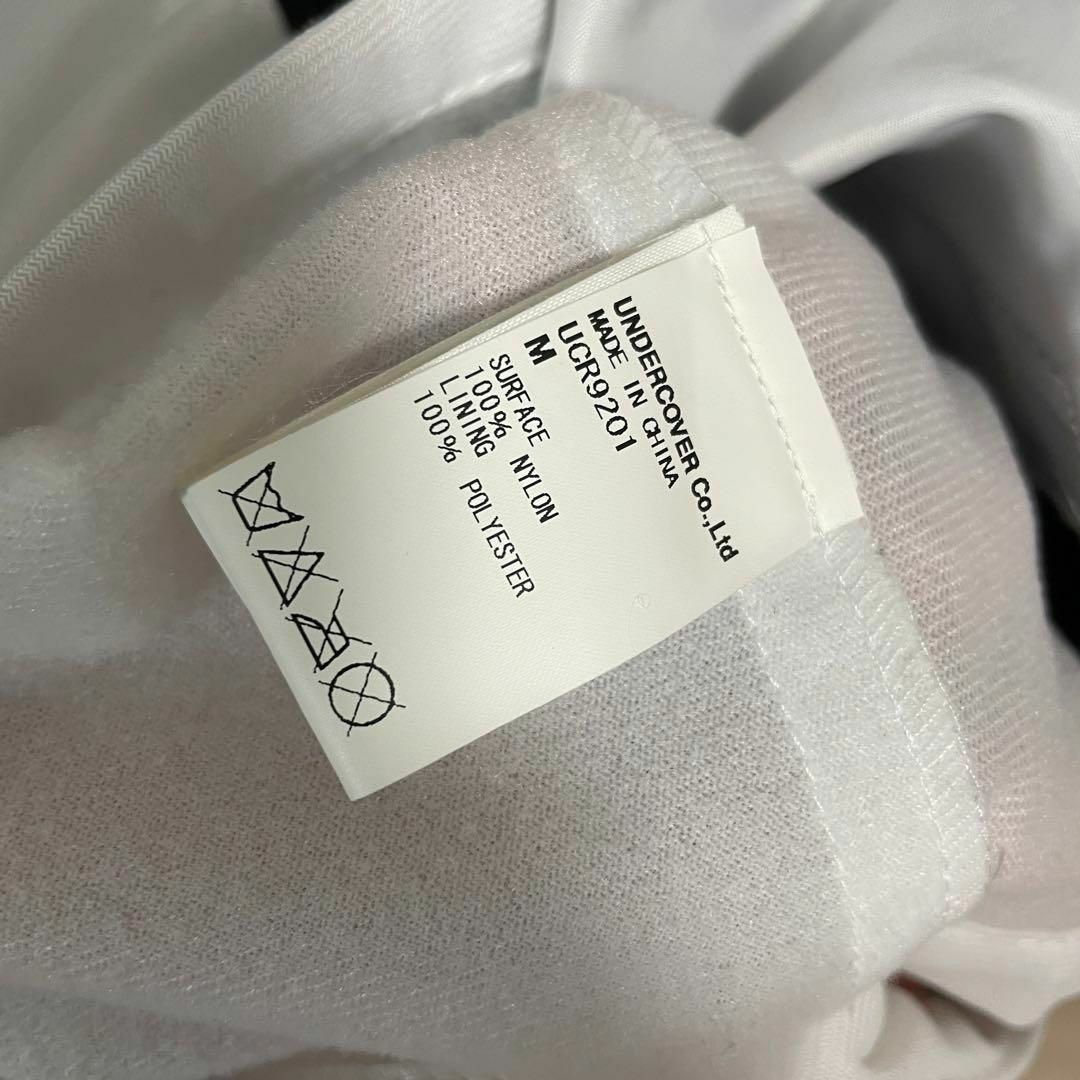 UNDERCOVER Co.,Ltd
MADE IN CHINA
UCR9201
M
SURFACE NYLON
100%
LINING
100% POLYESTER